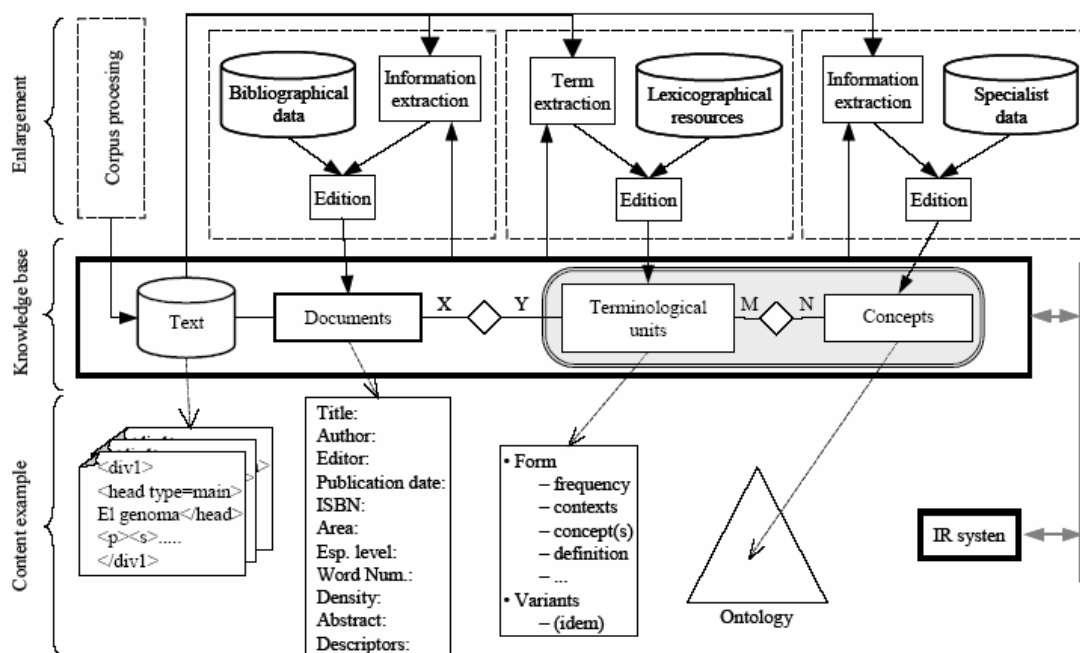 Enlargement
Corpus procesing
Bibliographical
data
Information
extraction
Edition
Term
extraction
Lexicographical
resources
Edition
Information
extraction
Specialist
data
Edition
Knowledge base
Text
Documents
X
Y
Terminological
units
M
N
Concepts
Content example
<div1>
<head type=main>
El genoma</head>
<p><s>.....
</div1>
Title:
Author:
Editor:
Publication date:
ISBN:
Area:
Esp. level:
Word Num.:
Density:
Abstract:
Descriptors:
• Form
– frequency
– contexts
– concept(s)
– definition
– ...
• Variants
– (idem)
Ontology
IR systen